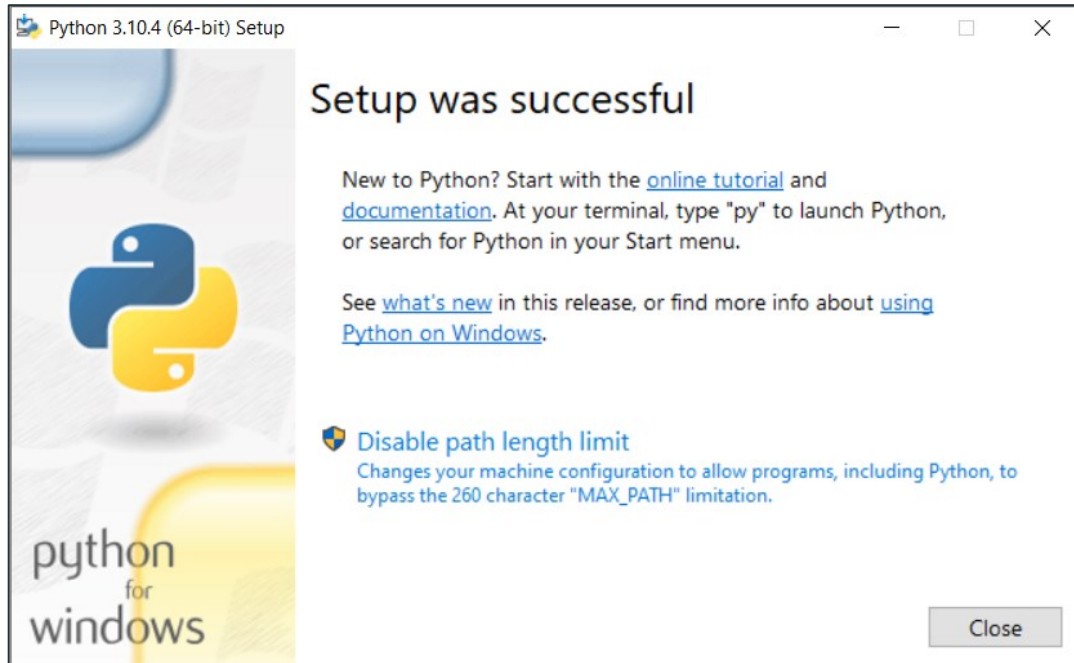 Python 3.10.4 (64-bit) Setup
Setup was successful
New to Python? Start with the online tutorial and
documentation. At your terminal, type "py" to launch Python,
or search for Python in your Start menu.
See what's new in this release, or find more info about using
Python on Windows.
Disable path length limit
Changes your machine configuration to allow programs, including Python, to
bypass the 260 character "MAX_PATH" limitation.
python
for
windows
Close